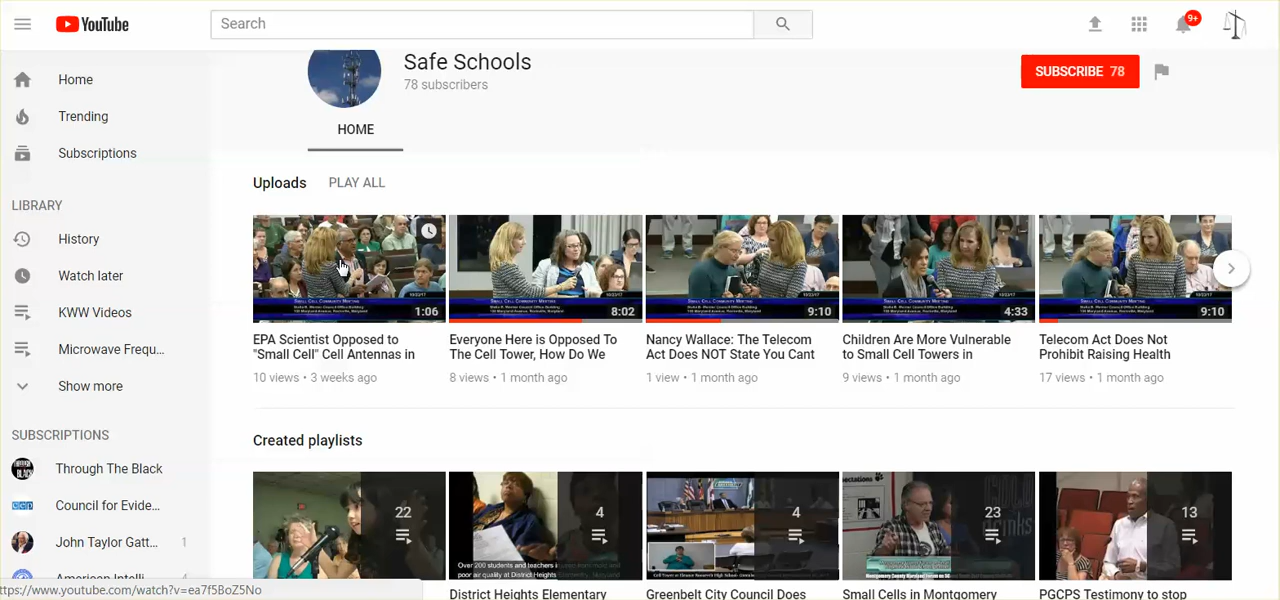 YouTube
Search
9+
Home
Trending
Subscriptions
LIBRARY
History
Watch later
KWW Videos
Microwave Frequ...
Show more
SUBSCRIPTIONS
Through The Black
Council for Evide...
John Taylor Gatt... 1
Safe Schools
78 subscribers
SUBSCRIBE 78
HOME
Uploads PLAY ALL
1:06
8:02
9:10
4:33
9:10
EPA Scientist Opposed to
"Small Cell" Cell Antennas in
10 views • 3 weeks ago
Everyone Here is Opposed To
The Cell Tower, How Do We
8 views • 1 month ago
Nancy Wallace: The Telecom
Act Does NOT State You Cant
1 view • 1 month ago
Children Are More Vulnerable
to Small Cell Towers in
9 views • 1 month ago
Telecom Act Does Not
Prohibit Raising Health
17 views • 1 month ago
Created playlists
22
4
4
23
13
District Heights Elementary
Greenbelt City Council Does
Small Cells in Montgomery
PGCPS Testimony to stop
ttps://www.youtube.com/watch?v=ea7f5BoZ5No